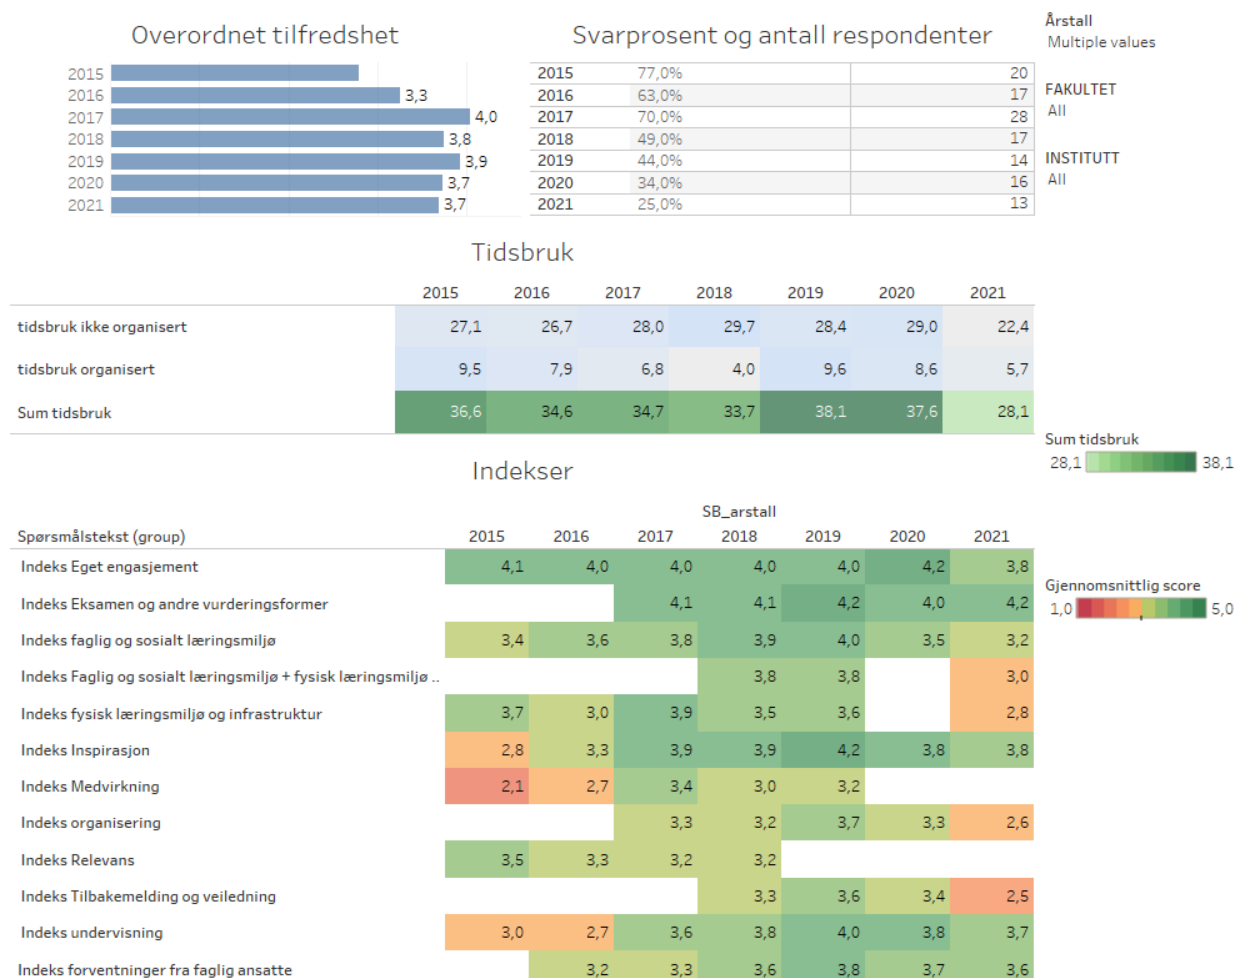 Overordnet tilfredshet
2015
2016 3,3
2017 4,0
2018 3,8
2019 3,9
2020 3,7
2021 3,7
Svarprosent og antall respondenter
2015 77,0% 20
2016 63,0% 17
2017 70,0% 28
2018 49,0% 17
2019 44,0% 14
2020 34,0% 16
2021 25,0% 13
Årstall
Multiple values
FAKULTET
All
INSTITUTT
All
Tidsbruk
2015 2016 2017 2018 2019 2020 2021
tidsbruk ikke organisert 27,1 26,7 28,0 29,7 28,4 29,0 22,4
tidsbruk organisert 9,5 7,9 6,8 4,0 9,6 8,6 5,7
Sum tidsbruk 36,6 34,6 34,7 33,7 38,1 37,6 28,1
Sum tidsbruk
28,1 38,1
Indekser
SB_arstall
Spørsmålstekst (group) 2015 2016 2017 2018 2019 2020 2021
Indeks Eget engasjement 4,1 4,0 4,0 4,0 4,0 4,2 3,8
Indeks Eksamen og andre vurderingsformer 4,1 4,1 4,2 4,0 4,2
Indeks faglig og sosialt læringsmiljø 3,4 3,6 3,8 3,9 4,0 3,5 3,2
Indeks Faglig og sosialt læringsmiljø + fysisk læringsmiljø .. 3,8 3,8 3,0
Indeks fysisk læringsmiljø og infrastruktur 3,7 3,0 3,9 3,5 3,6 2,8
Indeks Inspirasjon 2,8 3,3 3,9 3,9 4,2 3,8 3,8
Indeks Medvirkning 2,1 2,7 3,4 3,0 3,2
Indeks organisering 3,3 3,2 3,7 3,3 2,6
Indeks Relevans 3,5 3,3 3,2 3,2
Indeks Tilbakemelding og veiledning 3,3 3,6 3,4 2,5
Indeks undervisning 3,0 2,7 3,6 3,8 4,0 3,8 3,7
Indeks forventninger fra faglig ansatte 3,2 3,3 3,6 3,8 3,7 3,6
Gjennomsnittlig score
1,0 5,0